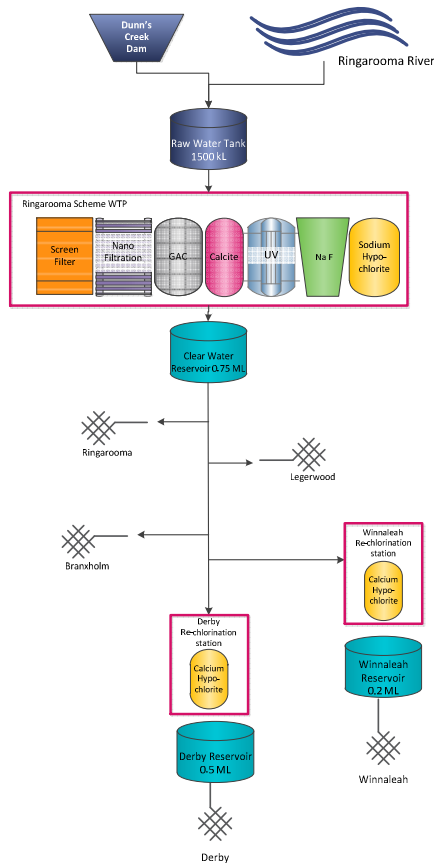 Dunn's
Creek
Dam
Ringarooma River
Raw Water Tank
1500 kL
Ringarooma Scheme WTP
Screen
Filter
Nano
Filtration
GAC
Calcite
UV
Na F
Sodium
Hypo-
chlorite
Clear Water
Reservoir 0.75 ML
Ringarooma
Legerwood
Branxholm
Winnaleah
Re-chlorination
station
Calcium
Hypo-
chlorite
Derby
Re-chlorination
station
Calcium
Hypo-
chlorite
Winnaleah
Reservoir
0.2 ML
Derby Reservoir
0.5 ML
Winnaleah
Derby